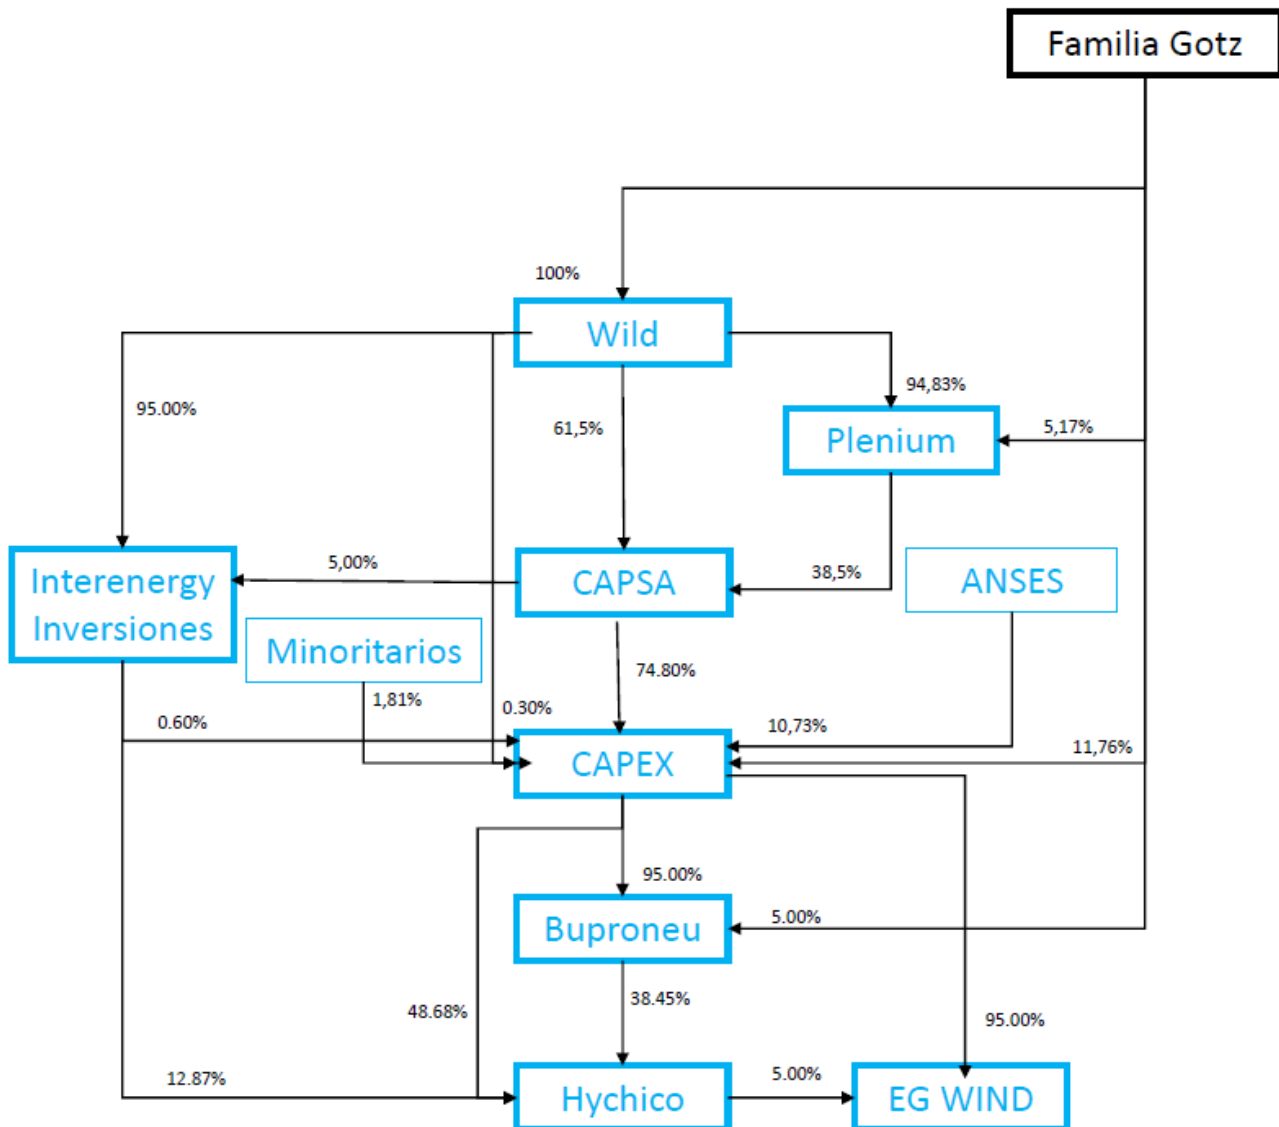 Familia Gotz
100%
Wild
95.00%
94,83%
61,5%
Plenium
5,17%
Interenergy
Inversiones
5,00%
CAPSA
38,5%
ANSES
Minoritarios
74.80%
1,81%
0.30%
0.60%
10,73%
11,76%
CAPEX
95.00%
Buproneu
5.00%
38.45%
48.68%
95.00%
12.87%
Hychico
5.00%
EG WIND